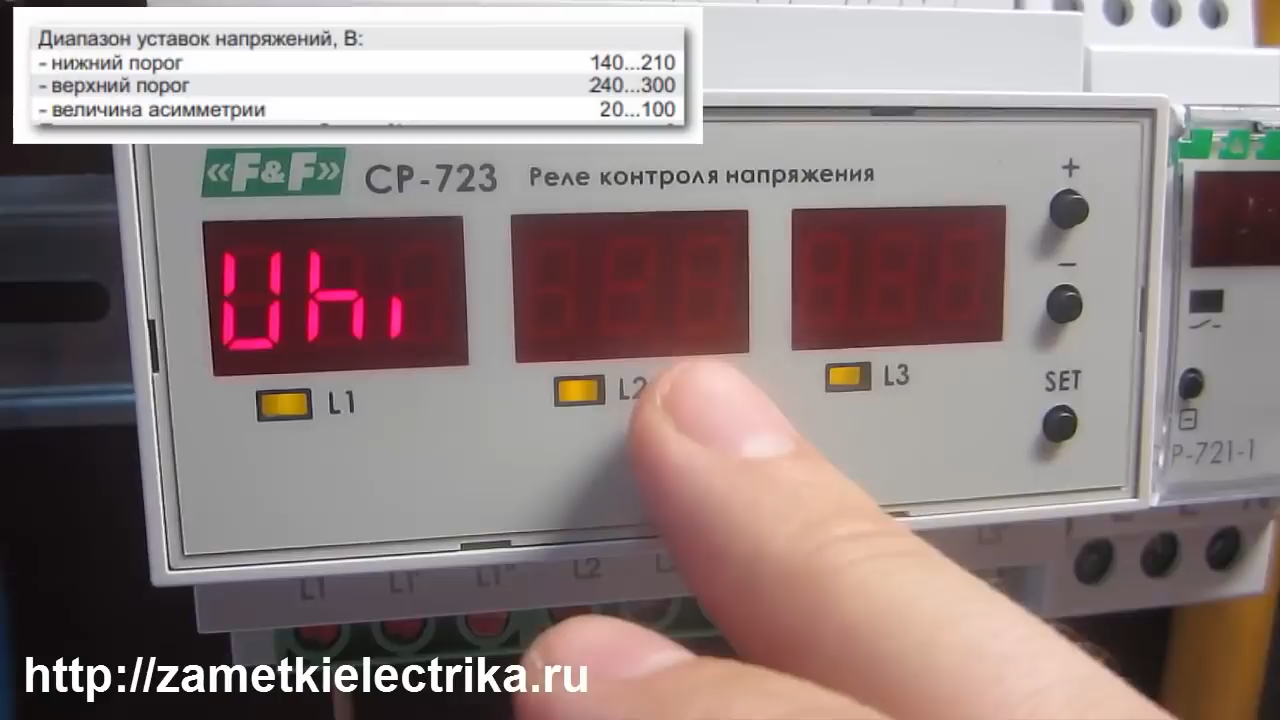 Диапазон уставок напряжений, В:
- нижний порог 140...210
- верхний порог 240...300
- величина асимметрии 20...100
«F&F» CP-723 Реле контроля напряжения
+
Uhi
−
L1
L2
L3
SET
P-721-1
L1 L1' L1" L2
http://zametkielectrika.ru